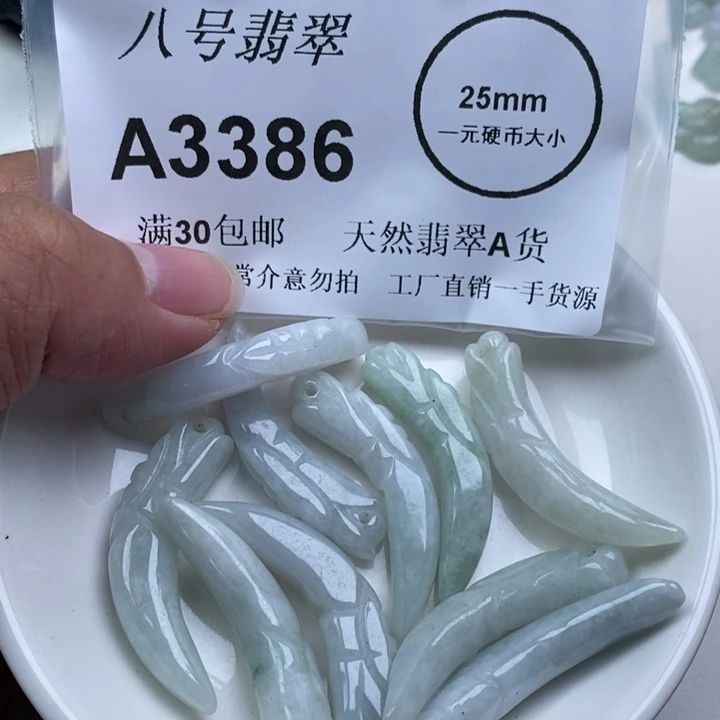 八号翡翠
A3386
25mm
一元硬币大小
满30包邮 天然翡翠A货
常介意勿拍 工厂直销一手货源